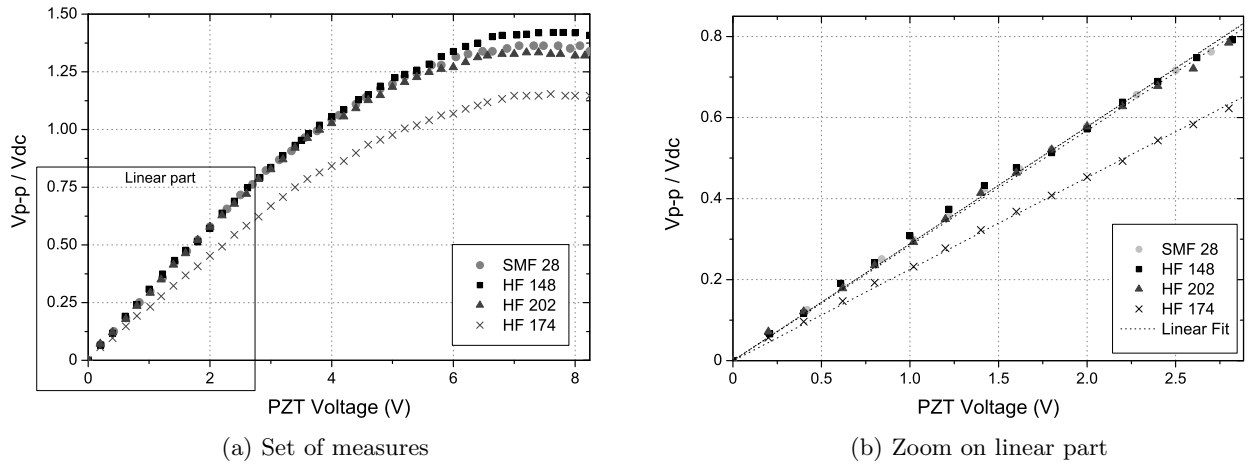 1.50
1.25
1.00
0.75
0.50
0.25
0
Vp-p / Vdc
Linear part
SMF 28
HF 148
HF 202
HF 174
0 2 4 6 8
PZT Voltage (V)
(a) Set of measures
0.8
0.6
0.4
0.2
0
Vp-p / Vdc
SMF 28
HF 148
HF 202
HF 174
Linear Fit
0 0.5 1.0 1.5 2.0 2.5
PZT Voltage (V)
(b) Zoom on linear part